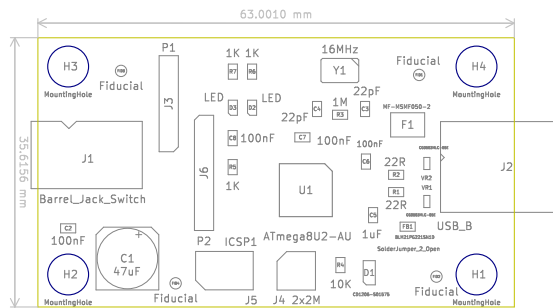 63.0010 mm
35.6156 mm
H3
MountingHole
Fiducial
P1
J3
1K 1K
R7 R6
LED LED
D3 D2
16MHz
Y1
22pF
C4
1M
R3
22pF
C3
Fiducial
H4
MountingHole
MF-MSMF050-2
F1
J1
Barrel_Jack_Switch
J6
C8
100nF
C7
100nF
100nF
C6
R5
1K
U1
ATmega8U2-AU
22R
R2
R1
22R
VR2
VR1
J2
USB_B
C5
1uF
FB1
BLM21PG221SN1D
SolderJumper_2_Open
C2
100nF
C1
+
47uF
H2
MountingHole
Fiducial
P2
ICSP1
J5
J4
2x2M
R4
10K
D1
Fiducial
H1
MountingHole